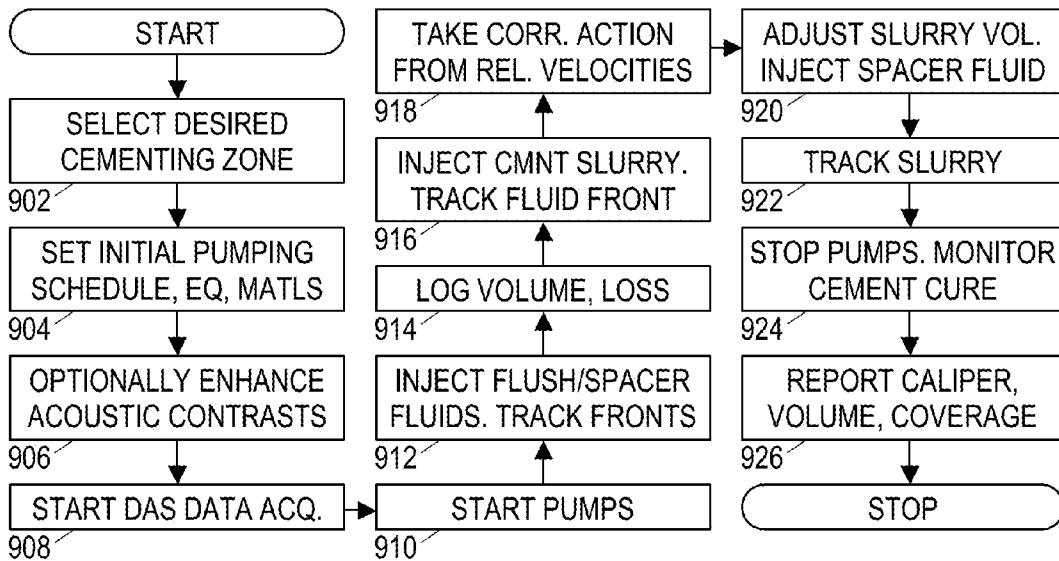 START
SELECT DESIRED
CEMENTING ZONE
902
SET INITIAL PUMPING
SCHEDULE, EQ, MATLS
904
OPTIONALLY ENHANCE
ACOUSTIC CONTRASTS
906
START DAS DATA ACQ.
908
START PUMPS
910
INJECT FLUSH/SPACER
FLUIDS. TRACK FRONTS
912
LOG VOLUME, LOSS
914
INJECT CMNT SLURRY.
TRACK FLUID FRONT
916
TAKE CORR. ACTION
FROM REL. VELOCITIES
918
ADJUST SLURRY VOL.
INJECT SPACER FLUID
920
TRACK SLURRY
922
STOP PUMPS. MONITOR
CEMENT CURE
924
REPORT CALIPER,
VOLUME, COVERAGE
926
STOP